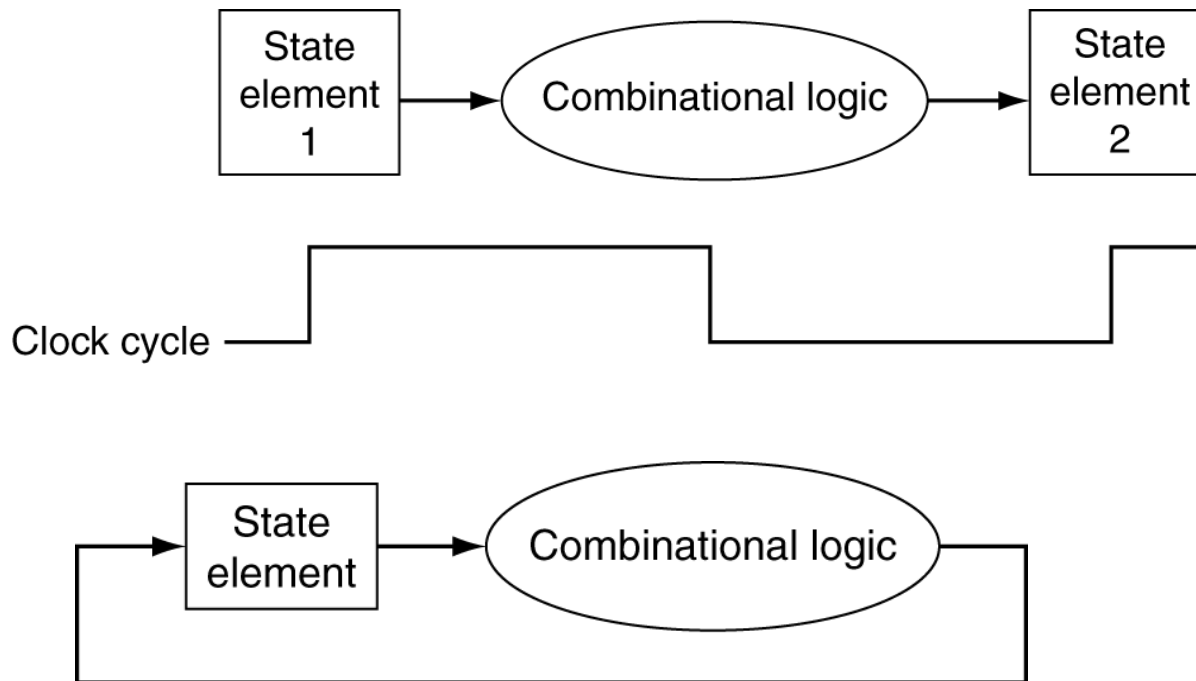 State
element
1
Combinational logic
State
element
2
Clock cycle
State
element
Combinational logic